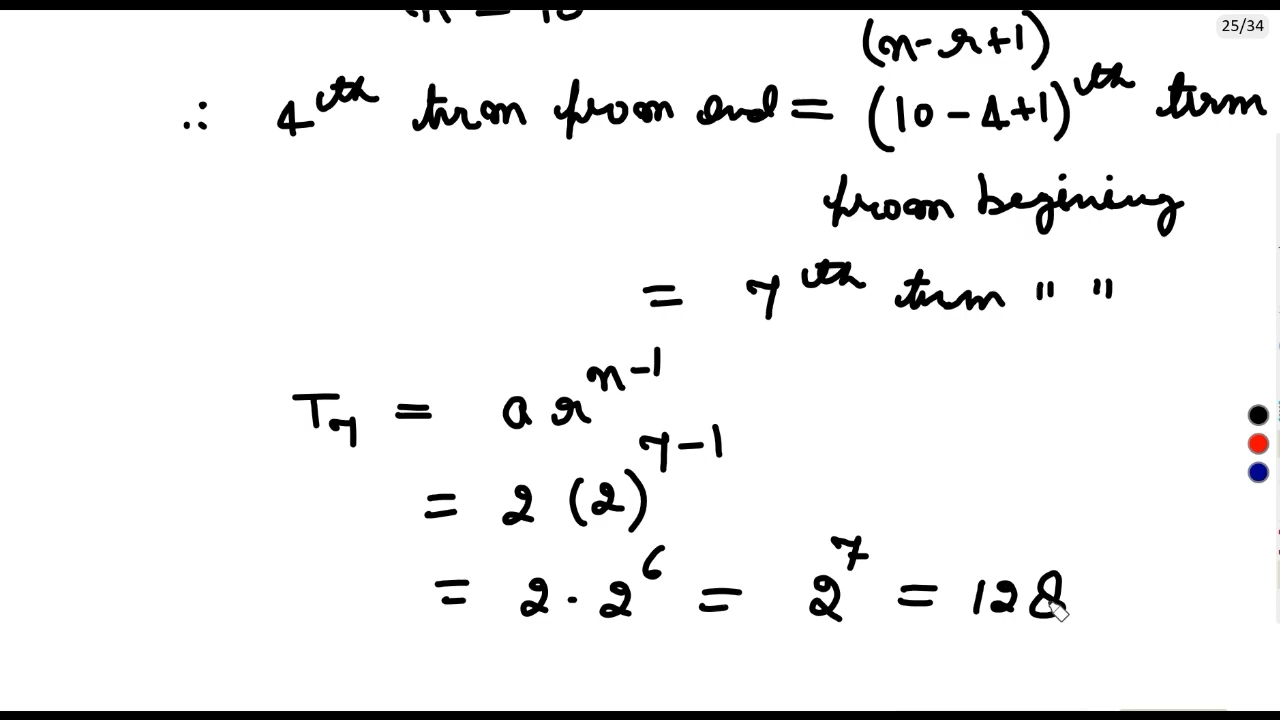 n = 10
25/34
(n-r+1)
∴ 4th term from end = (10-4+1)th term
from begining
= 7th term " "
T7 = a r^n-1
= 2 (2)^7-1
= 2 · 2^6 = 2^7 = 128